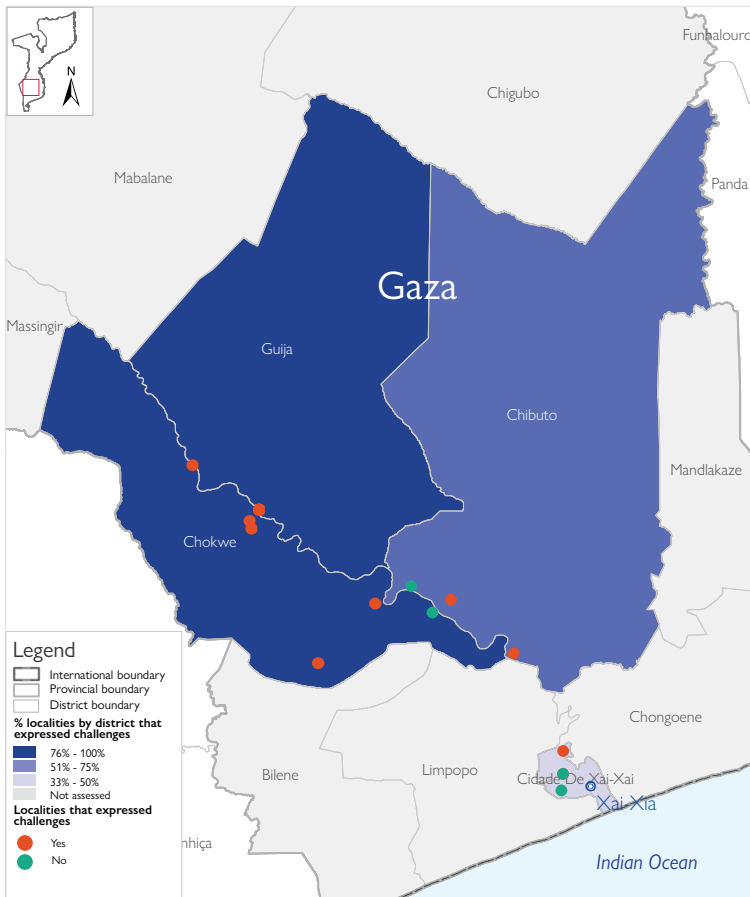 N
Funhalouro
Chigubo
Mabalane
Panda
Gaza
Massingir
Guija
Chibuto
Mandlakaze
Chokwe
Legend
International boundary
Provincial boundary
District boundary
% localities by district that
expressed challenges
76% - 100%
51% - 75%
33% - 50%
Not assessed
Localities that expressed
challenges
Yes
No
Chongoene
Bilene
Limpopo
Cidade De Xai-Xai
Xai-Xia
nhiça
Indian Ocean